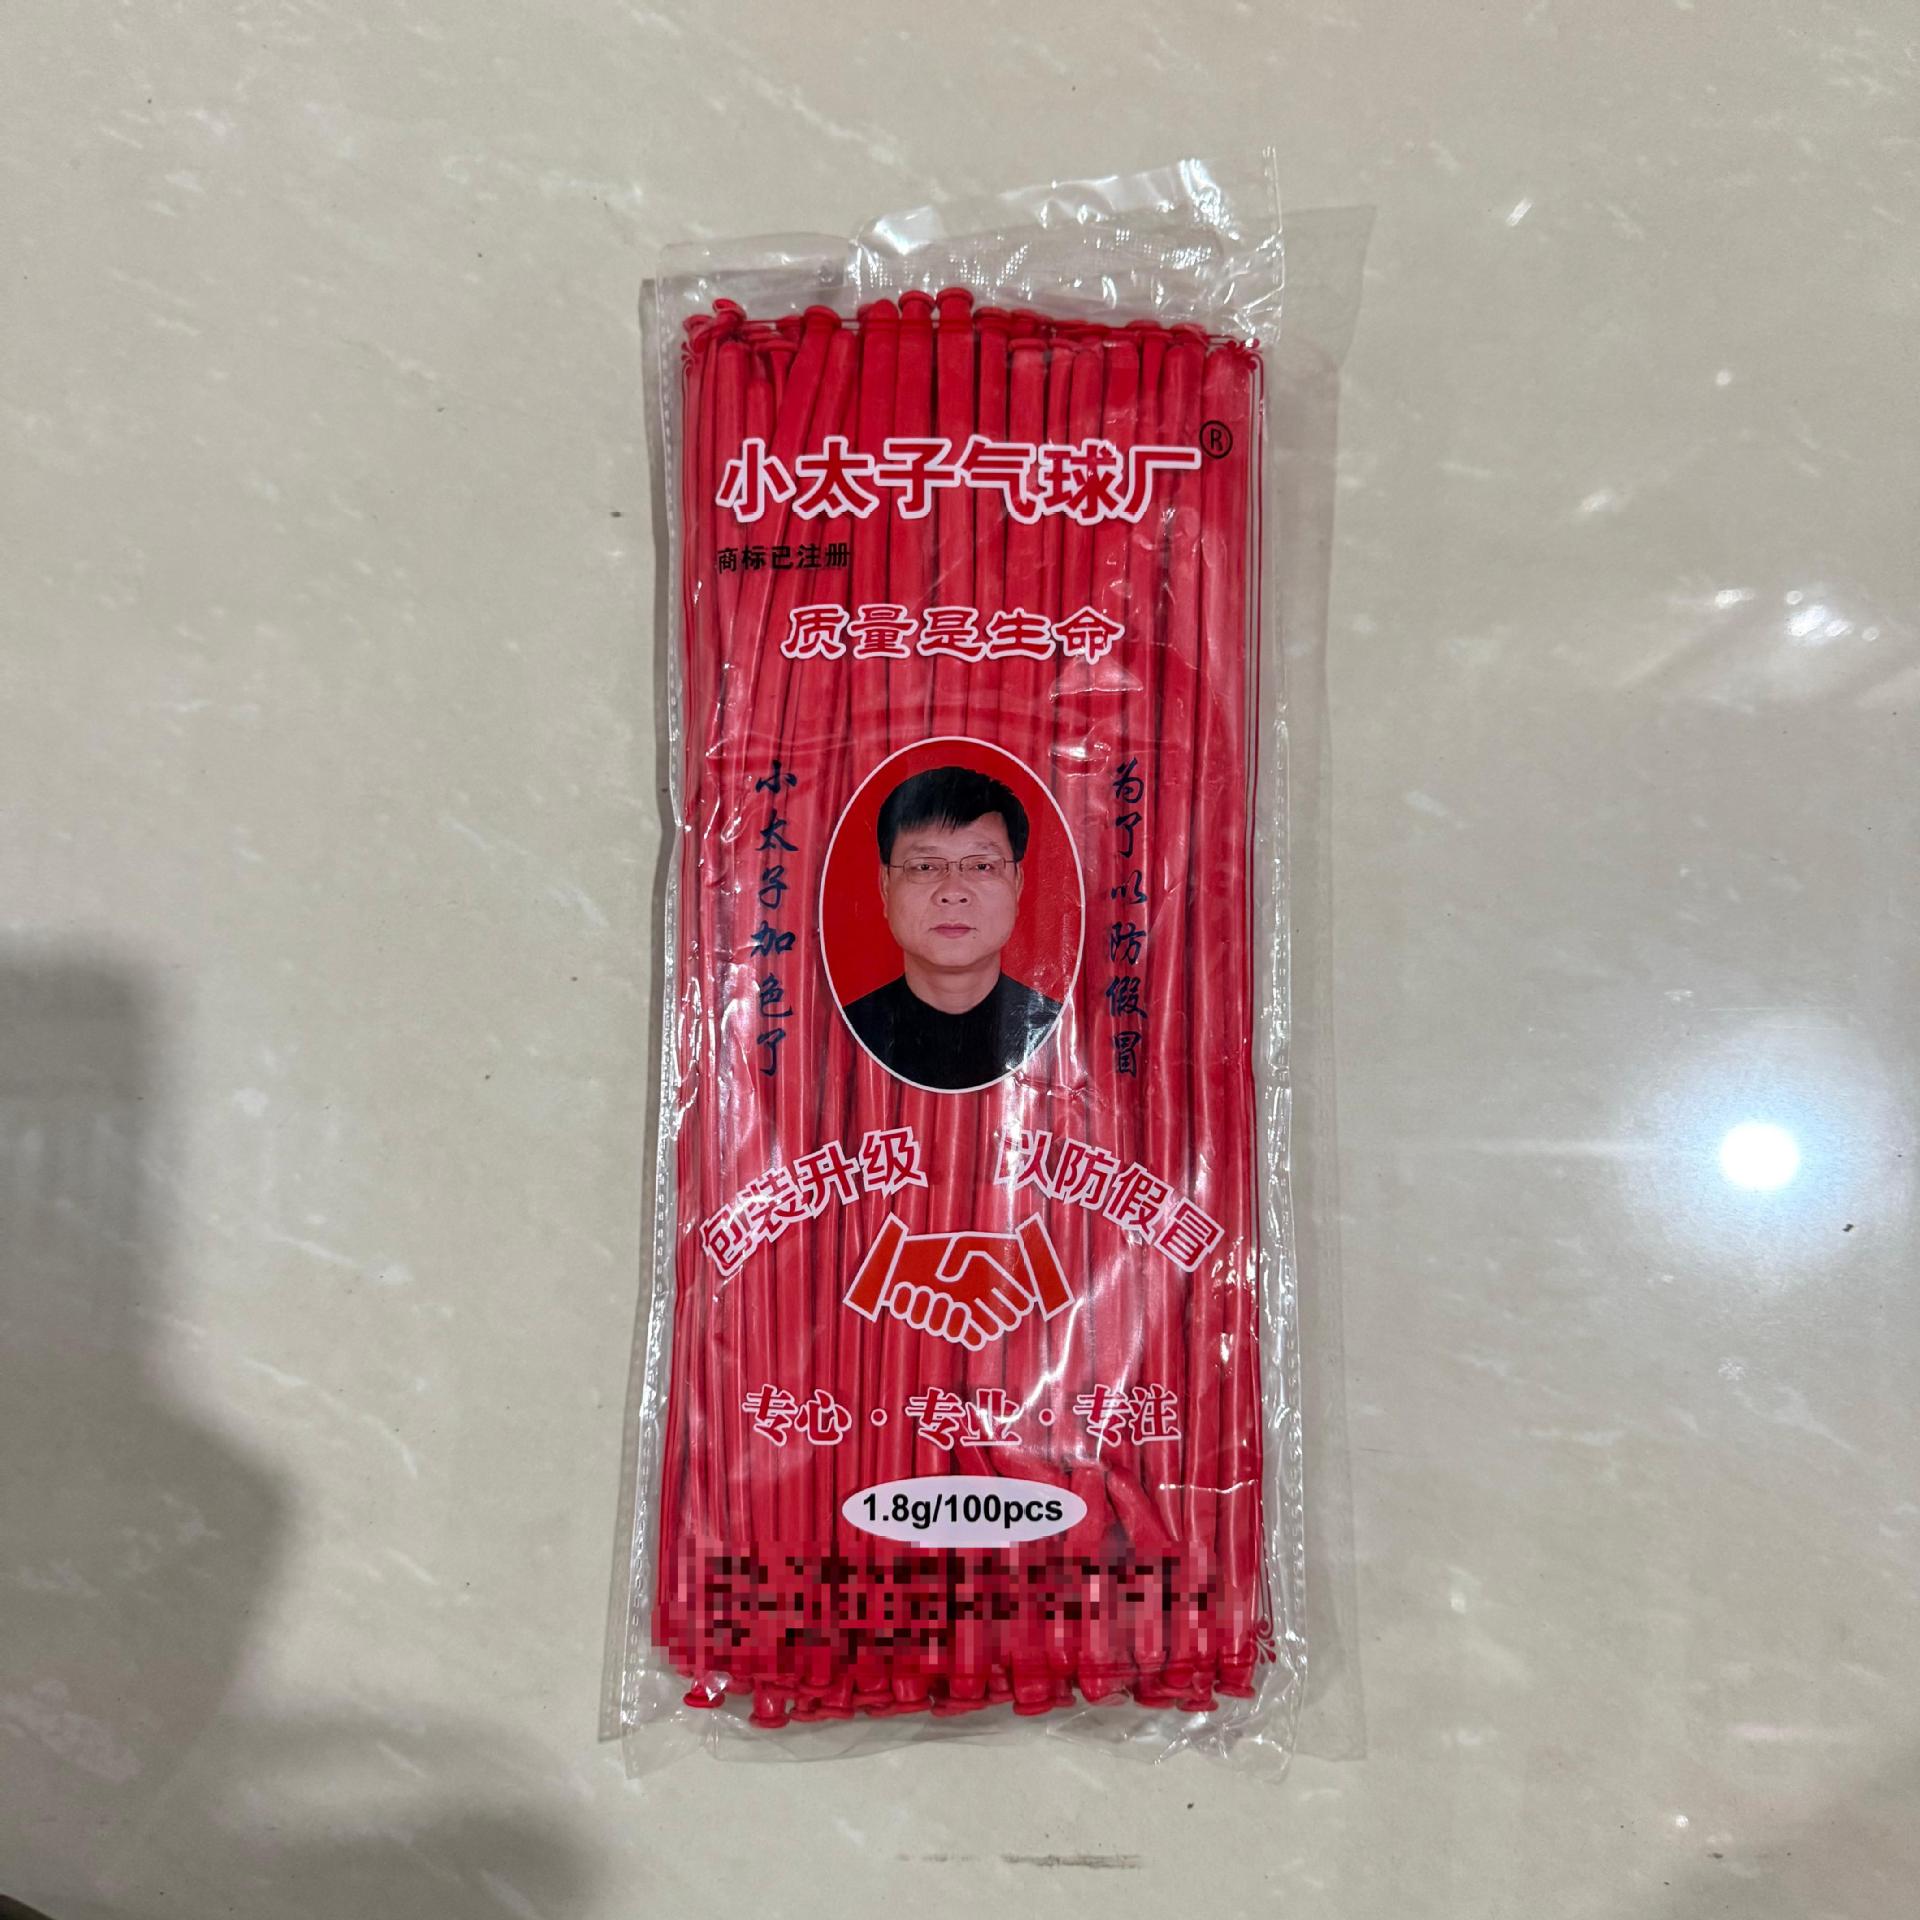 小太子气球厂®
商标已注册
质量是生命
小太子加色了
为了以防假冒
包装升级 以防假冒
专心·专业·专注
1.8g/100pcs